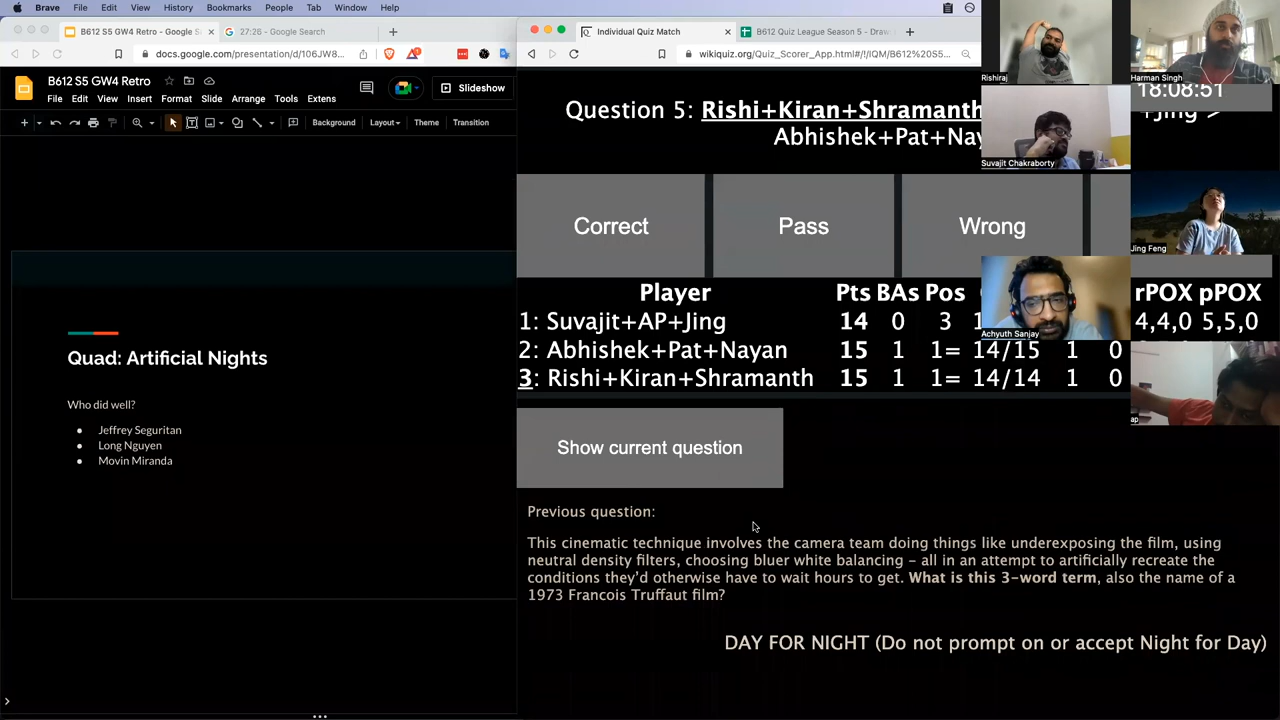 Brave File Edit View History Bookmarks People Tab Window Help
B612 S5 GW4 Retro - Google S
27:26 - Google Search
docs.google.com/presentation/d/106JW8...
B612 S5 GW4 Retro
File Edit View Insert Format Slide Arrange Tools Extens
Slideshow
Background Layout Theme Transition
Quad: Artificial Nights
Who did well?
● Jeffrey Seguritan
● Long Nguyen
● Movin Miranda
Individual Quiz Match
B612 Quiz League Season 5 - Draw
wikiquiz.org/Quiz_Scorer_App.html#/!/IQM/B612%20S5...
Question 5: Rishi+Kiran+Shramanth
+Jing >
Abhishek+Pat+Nay
18:08:51
Correct
Pass
Wrong
Player Pts BAs Pos rPOX pPOX
1: Suvajit+AP+Jing 14 0 3 4,4,0 5,5,0
2: Abhishek+Pat+Nayan 15 1 1= 14/15 1 0
3: Rishi+Kiran+Shramanth 15 1 1= 14/14 1 0
Show current question
Previous question:
This cinematic technique involves the camera team doing things like underexposing the film, using
neutral density filters, choosing bluer white balancing – all in an attempt to artificially recreate the
conditions they'd otherwise have to wait hours to get. What is this 3-word term, also the name of a
1973 Francois Truffaut film?
DAY FOR NIGHT (Do not prompt on or accept Night for Day)
Rishiraj
Harman Singh
Suvajit Chakraborty
Jing Feng
Achyuth Sanjay
ap